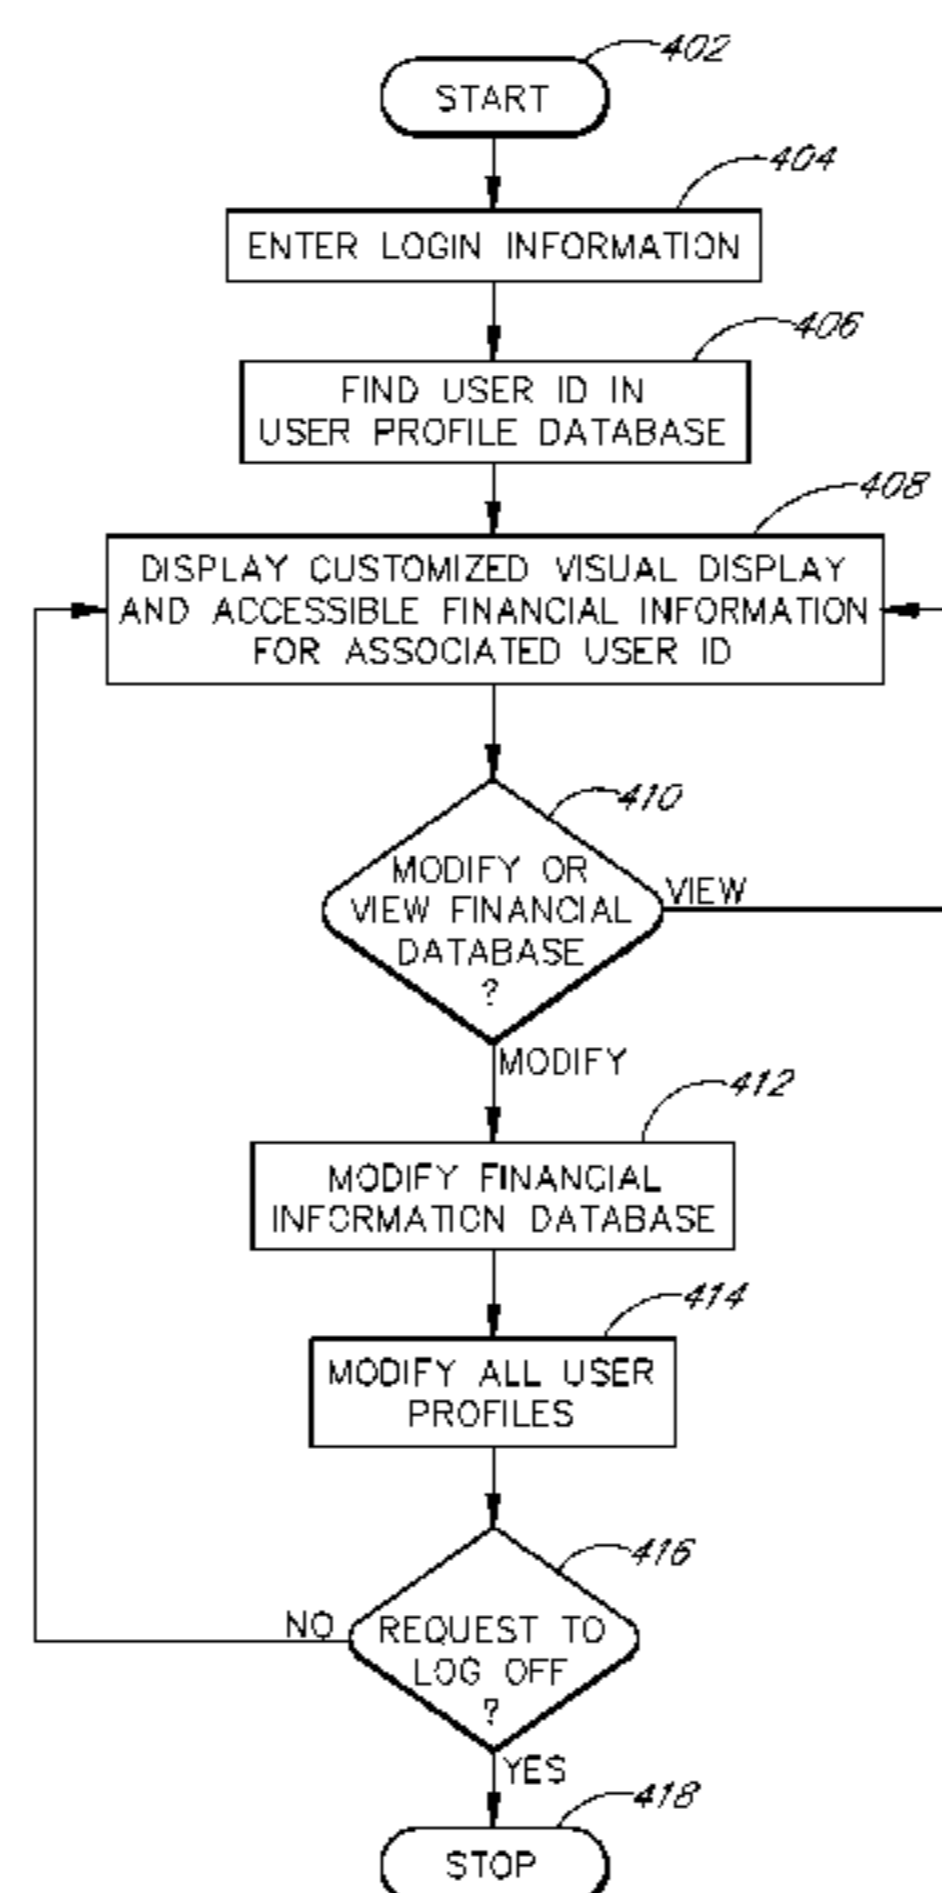 402
START
404
ENTER LOGIN INFORMATION
406
FIND USER ID IN
USER PROFILE DATABASE
408
DISPLAY CUSTOMIZED VISUAL DISPLAY
AND ACCESSIBLE FINANCIAL INFORMATION
FOR ASSOCIATED USER ID
410
MODIFY OR
VIEW FINANCIAL
DATABASE
?
VIEW
MODIFY
412
MODIFY FINANCIAL
INFORMATION DATABASE
414
MODIFY ALL USER
PROFILES
416
NO
REQUEST TO
LOG OFF
?
YES
418
STOP